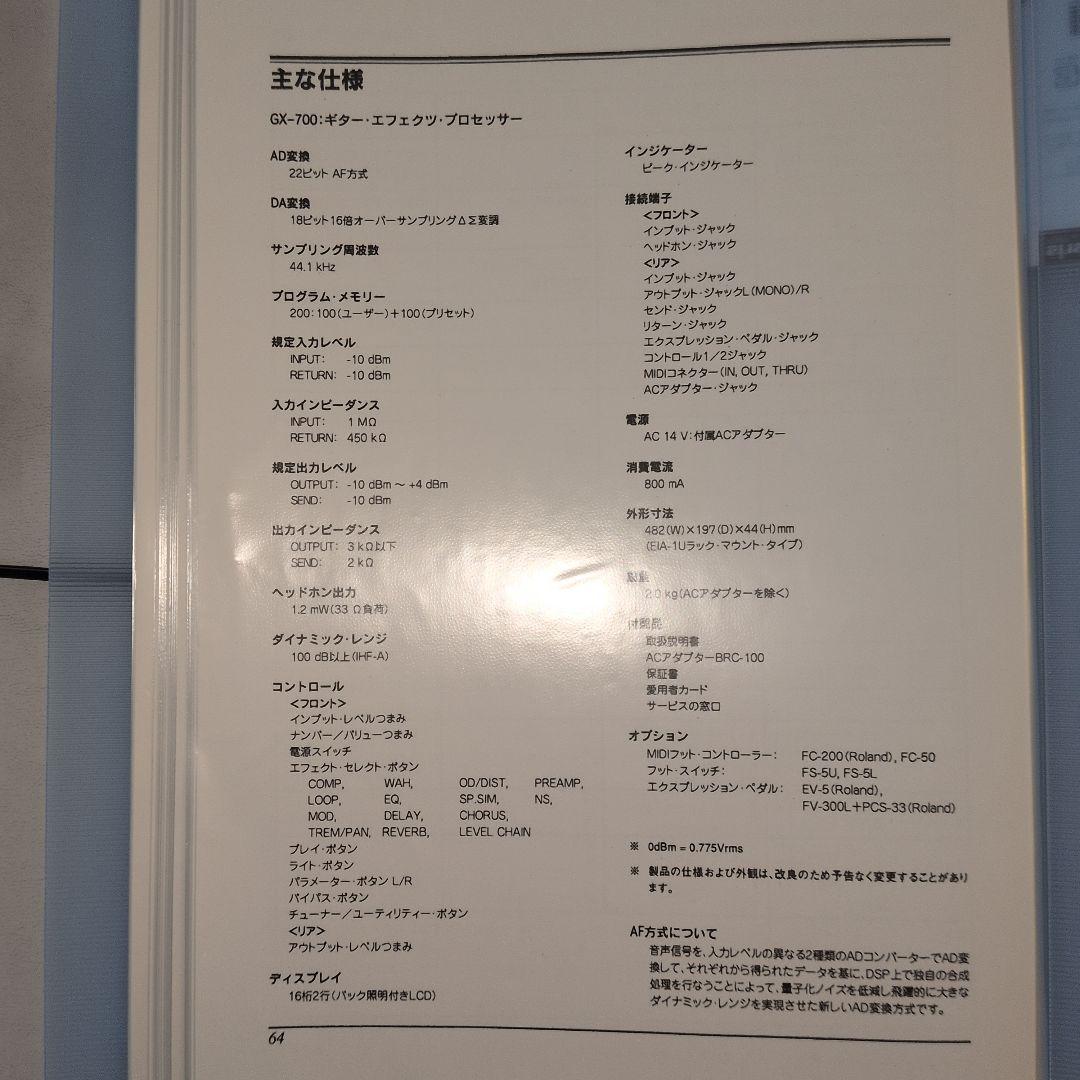 主な仕様
GX-700:ギター・エフェクツ・プロセッサー
AD変換
22ビット AF方式
DA変換
18ビット16倍オーバーサンプリングΔΣ変調
サンプリング周波数
44.1 kHz
プログラム・メモリー
200:100(ユーザー)+100(プリセット)
規定入力レベル
INPUT: -10 dBm
RETURN: -10 dBm
入力インピーダンス
INPUT: 1 MΩ
RETURN: 450 kΩ
規定出力レベル
OUTPUT: -10 dBm ~ +4 dBm
SEND: -10 dBm
出力インピーダンス
OUTPUT: 3 kΩ以下
SEND: 2 kΩ
ヘッドホン出力
1.2 mW(33 Ω負荷)
ダイナミック・レンジ
100 dB以上(IHF-A)
コントロール
<フロント>
インプット・レベルつまみ
ナンバー/バリューつまみ
電源スイッチ
エフェクト・セレクト・ボタン
COMP, WAH, OD/DIST, PREAMP,
LOOP, EQ, SP.SIM, NS,
MOD, DELAY, CHORUS,
TREM/PAN, REVERB, LEVEL CHAIN
プレイ・ボタン
ライト・ボタン
パラメーター・ボタン L/R
バイパス・ボタン
チューナー/ユーティリティー・ボタン
<リア>
アウトプット・レベルつまみ
ディスプレイ
16桁2行(バック照明付きLCD)
インジケーター
ピーク・インジケーター
接続端子
<フロント>
インプット・ジャック
ヘッドホン・ジャック
<リア>
インプット・ジャック
アウトプット・ジャックL(MONO)/R
センド・ジャック
リターン・ジャック
エクスプレッション・ペダル・ジャック
コントロール1/2ジャック
MIDIコネクター(IN, OUT, THRU)
ACアダプター・ジャック
電源
AC 14 V:付属ACアダプター
消費電流
800 mA
外形寸法
482(W)×197(D)×44(H)mm
(EIA-1Uラック・マウント・タイプ)
重量
2.0 kg(ACアダプターを除く)
付属品
取扱説明書
ACアダプターBRC-100
保証書
愛用者カード
サービスの窓口
オプション
MIDIフット・コントローラー: FC-200(Roland), FC-50
フット・スイッチ: FS-5U, FS-5L
エクスプレッション・ペダル: EV-5(Roland),
FV-300L+PCS-33(Roland)
※ 0dBm = 0.775Vrms
※ 製品の仕様および外観は、改良のため予告なく変更することがあり
ます。
AF方式について
音声信号を、入力レベルの異なる2種類のADコンバーターでAD変
換して、それぞれから得られたデータを基に、DSP上で独自の合成
処理を行なうことによって、量子化ノイズを低減し飛躍的に大きな
ダイナミック・レンジを実現させた新しいAD変換方式です。
64